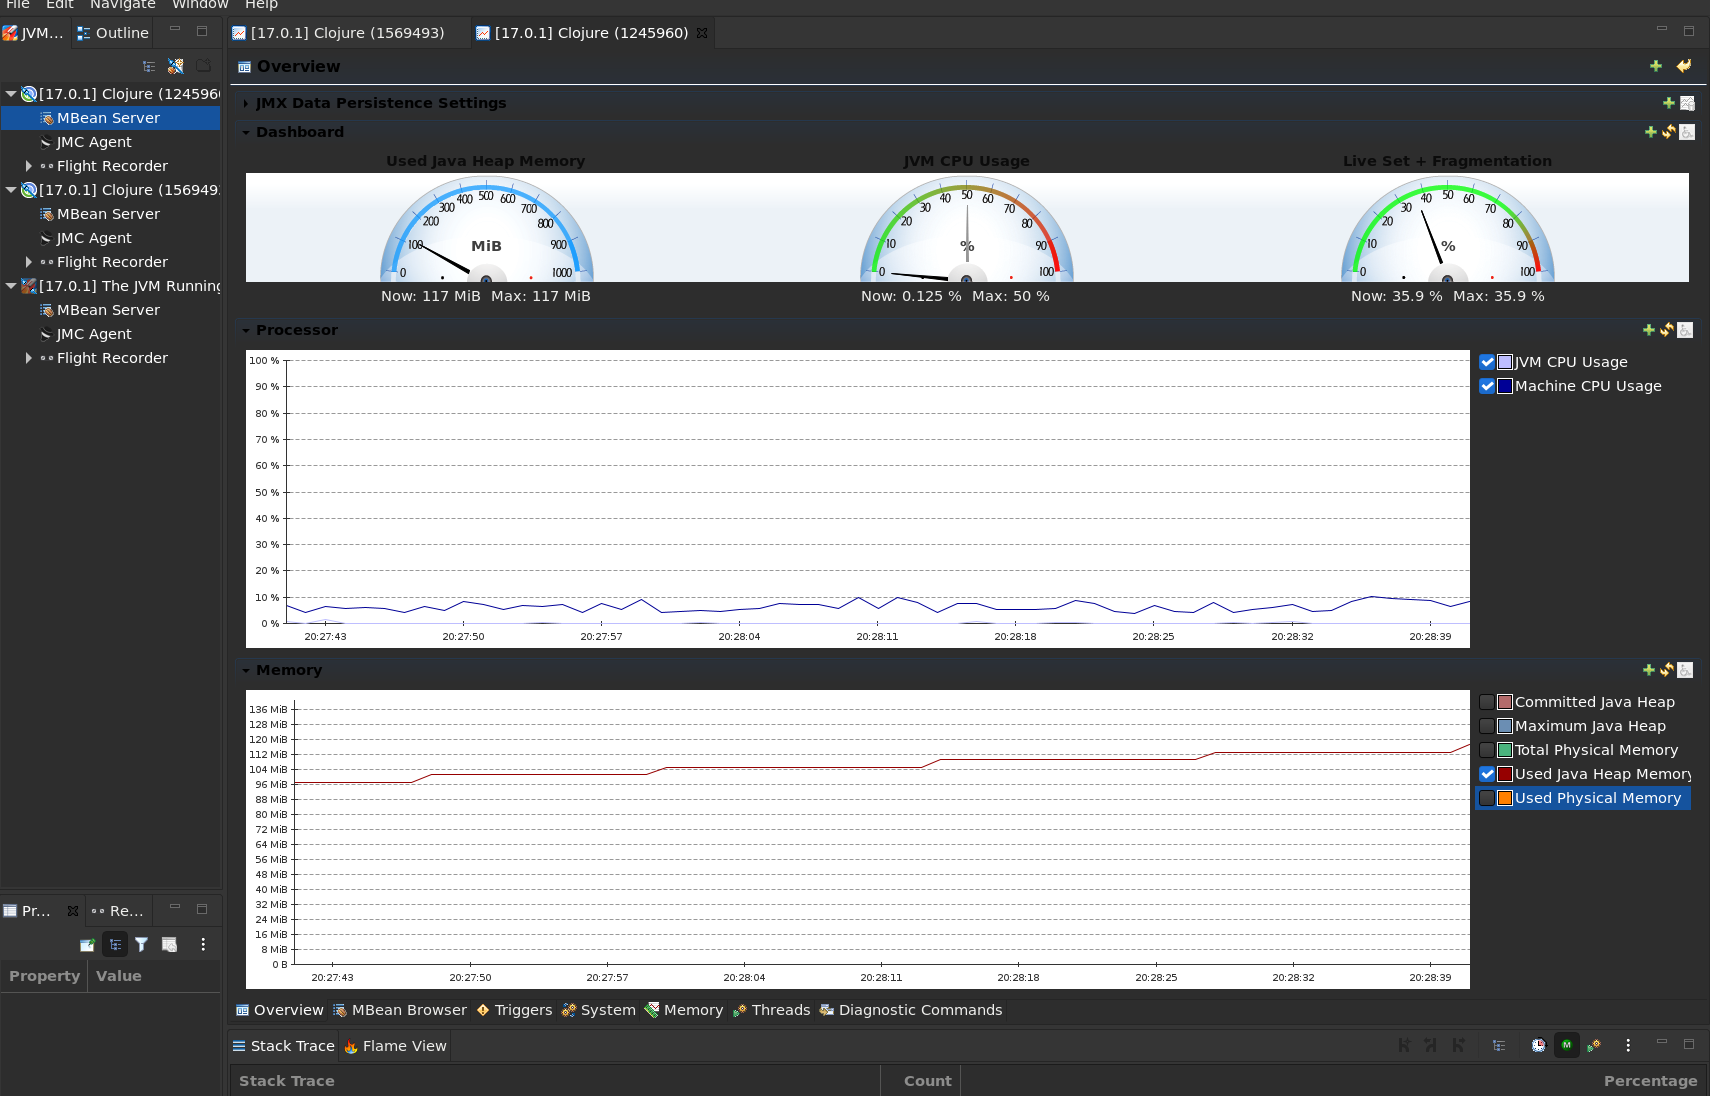 File Edit Navigate Window Help
JVM... Outline
[17.0.1] Clojure (1569493) [17.0.1] Clojure (1245960)
Overview
[17.0.1] Clojure (124596
MBean Server
JMC Agent
Flight Recorder
[17.0.1] Clojure (156949
MBean Server
JMC Agent
Flight Recorder
[17.0.1] The JVM Running
MBean Server
JMC Agent
Flight Recorder
JMX Data Persistence Settings
Dashboard
Used Java Heap Memory JVM CPU Usage Live Set + Fragmentation
0 100 200 300 400 500 600 700 800 900 1000
MiB
0 10 20 30 40 50 60 70 80 90 100
%
0 10 20 30 40 50 60 70 80 90 100
%
Now: 117 MiB Max: 117 MiB Now: 0.125 % Max: 50 % Now: 35.9 % Max: 35.9 %
Processor
100 %
90 %
80 %
70 %
60 %
50 %
40 %
30 %
20 %
10 %
0 %
20:27:43 20:27:50 20:27:57 20:28:04 20:28:11 20:28:18 20:28:25 20:28:32 20:28:39
JVM CPU Usage
Machine CPU Usage
Memory
136 MiB
128 MiB
120 MiB
112 MiB
104 MiB
96 MiB
88 MiB
80 MiB
72 MiB
64 MiB
56 MiB
48 MiB
40 MiB
32 MiB
24 MiB
16 MiB
8 MiB
0 B
20:27:43 20:27:50 20:27:57 20:28:04 20:28:11 20:28:18 20:28:25 20:28:32 20:28:39
Committed Java Heap
Maximum Java Heap
Total Physical Memory
Used Java Heap Memory
Used Physical Memory
Pr... Re...
Property Value
Overview MBean Browser Triggers System Memory Threads Diagnostic Commands
Stack Trace Flame View
Stack Trace Count Percentage